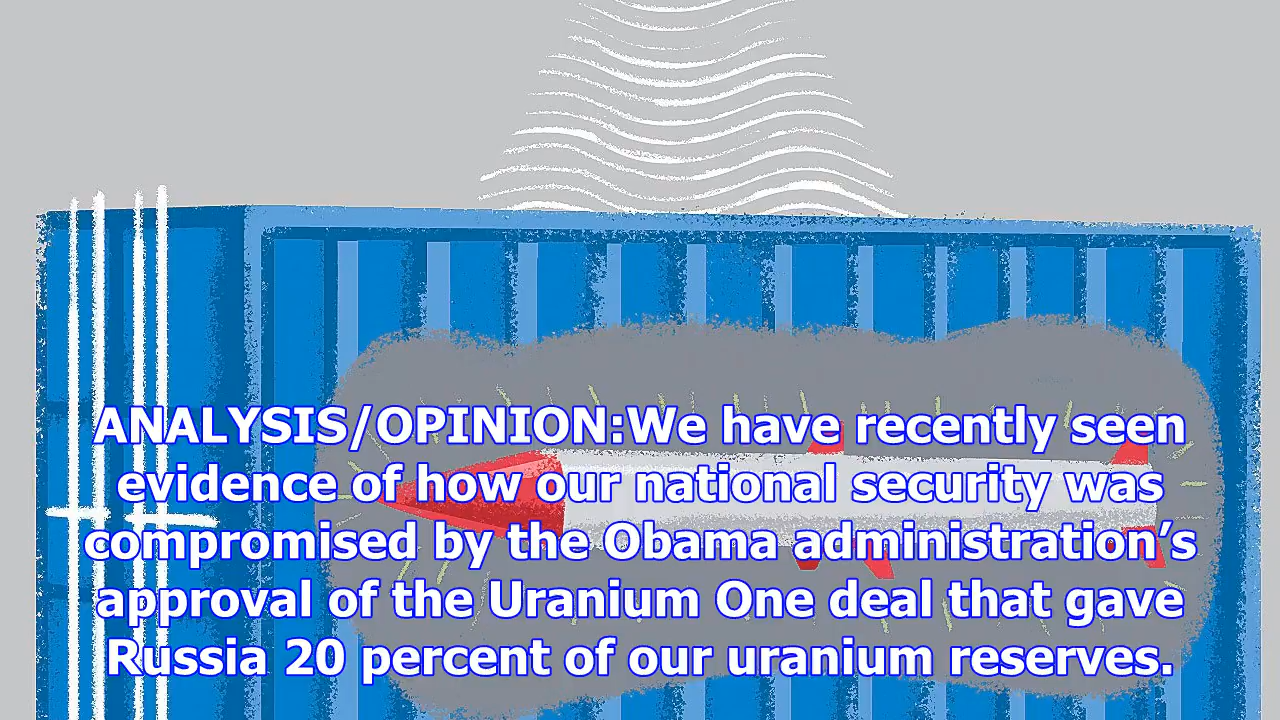 ANALYSIS/OPINION:We have recently seen
evidence of how our national security was
compromised by the Obama administration’s
approval of the Uranium One deal that gave
Russia 20 percent of our uranium reserves.